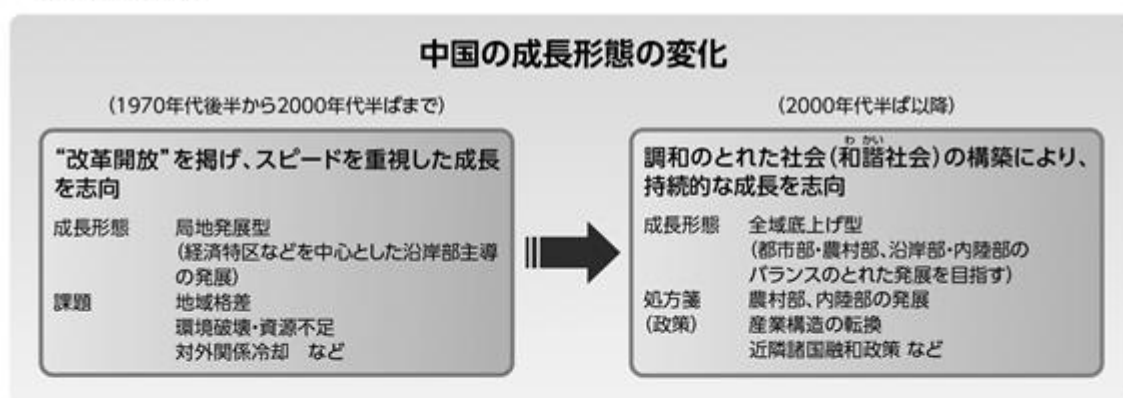 中国の成長形態の変化
(1970年代後半から2000年代半ばまで)
“改革開放”を掲げ、スピードを重視した成長
を志向
成長形態 局地発展型
(経済特区などを中心とした沿岸部主導
の発展)
課題 地域格差
環境破壊・資源不足
対外関係冷却 など
(2000年代半ば以降)
調和のとれた社会(和諧社会)の構築により、
わ かい
持続的な成長を志向
成長形態 全域底上げ型
(都市部・農村部、沿岸部・内陸部の
バランスのとれた発展を目指す)
処方箋 農村部、内陸部の発展
(政策) 産業構造の転換
近隣諸国融和政策 など